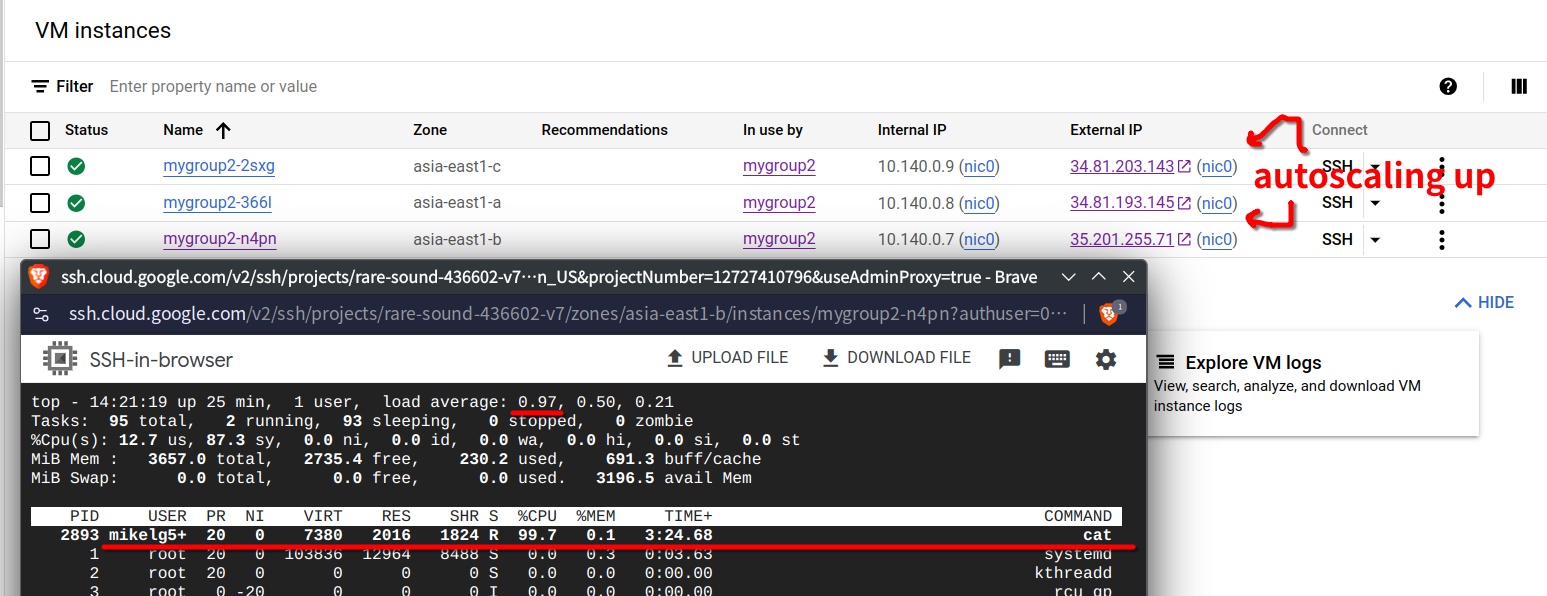 VM instances
Filter Enter property name or value
Status Name Zone Recommendations In use by Internal IP External IP Connect
mygroup2-2sxg asia-east1-c mygroup2 10.140.0.9 (nic0) 34.81.203.143 (nic0) SSH
autoscaling up
mygroup2-366l asia-east1-a mygroup2 10.140.0.8 (nic0) 34.81.193.145 (nic0) SSH
mygroup2-n4pn asia-east1-b mygroup2 10.140.0.7 (nic0) 35.201.255.71 (nic0) SSH
ssh.cloud.google.com/v2/ssh/projects/rare-sound-436602-v7···n_US&projectNumber=12727410796&useAdminProxy=true - Brave
ssh.cloud.google.com/v2/ssh/projects/rare-sound-436602-v7/zones/asia-east1-b/instances/mygroup2-n4pn?authuser=0··· 1
HIDE
SSH-in-browser UPLOAD FILE DOWNLOAD FILE
Explore VM logs
View, search, analyze, and download VM
instance logs
top - 14:21:19 up 25 min, 1 user, load average: 0.97, 0.50, 0.21
Tasks: 95 total, 2 running, 93 sleeping, 0 stopped, 0 zombie
%Cpu(s): 12.7 us, 87.3 sy, 0.0 ni, 0.0 id, 0.0 wa, 0.0 hi, 0.0 si, 0.0 st
MiB Mem : 3657.0 total, 2735.4 free, 230.2 used, 691.3 buff/cache
MiB Swap: 0.0 total, 0.0 free, 0.0 used. 3196.5 avail Mem
PID USER PR NI VIRT RES SHR S %CPU %MEM TIME+ COMMAND
2893 mikelg5+ 20 0 7380 2016 1824 R 99.7 0.1 3:24.68 cat
1 root 20 0 103836 12964 8488 S 0.0 0.3 0:03.63 systemd
2 root 20 0 0 0 0 S 0.0 0.0 0:00.00 kthreadd
3 root 0 -20 0 0 0 I 0.0 0.0 0:00.00 rcu_gp